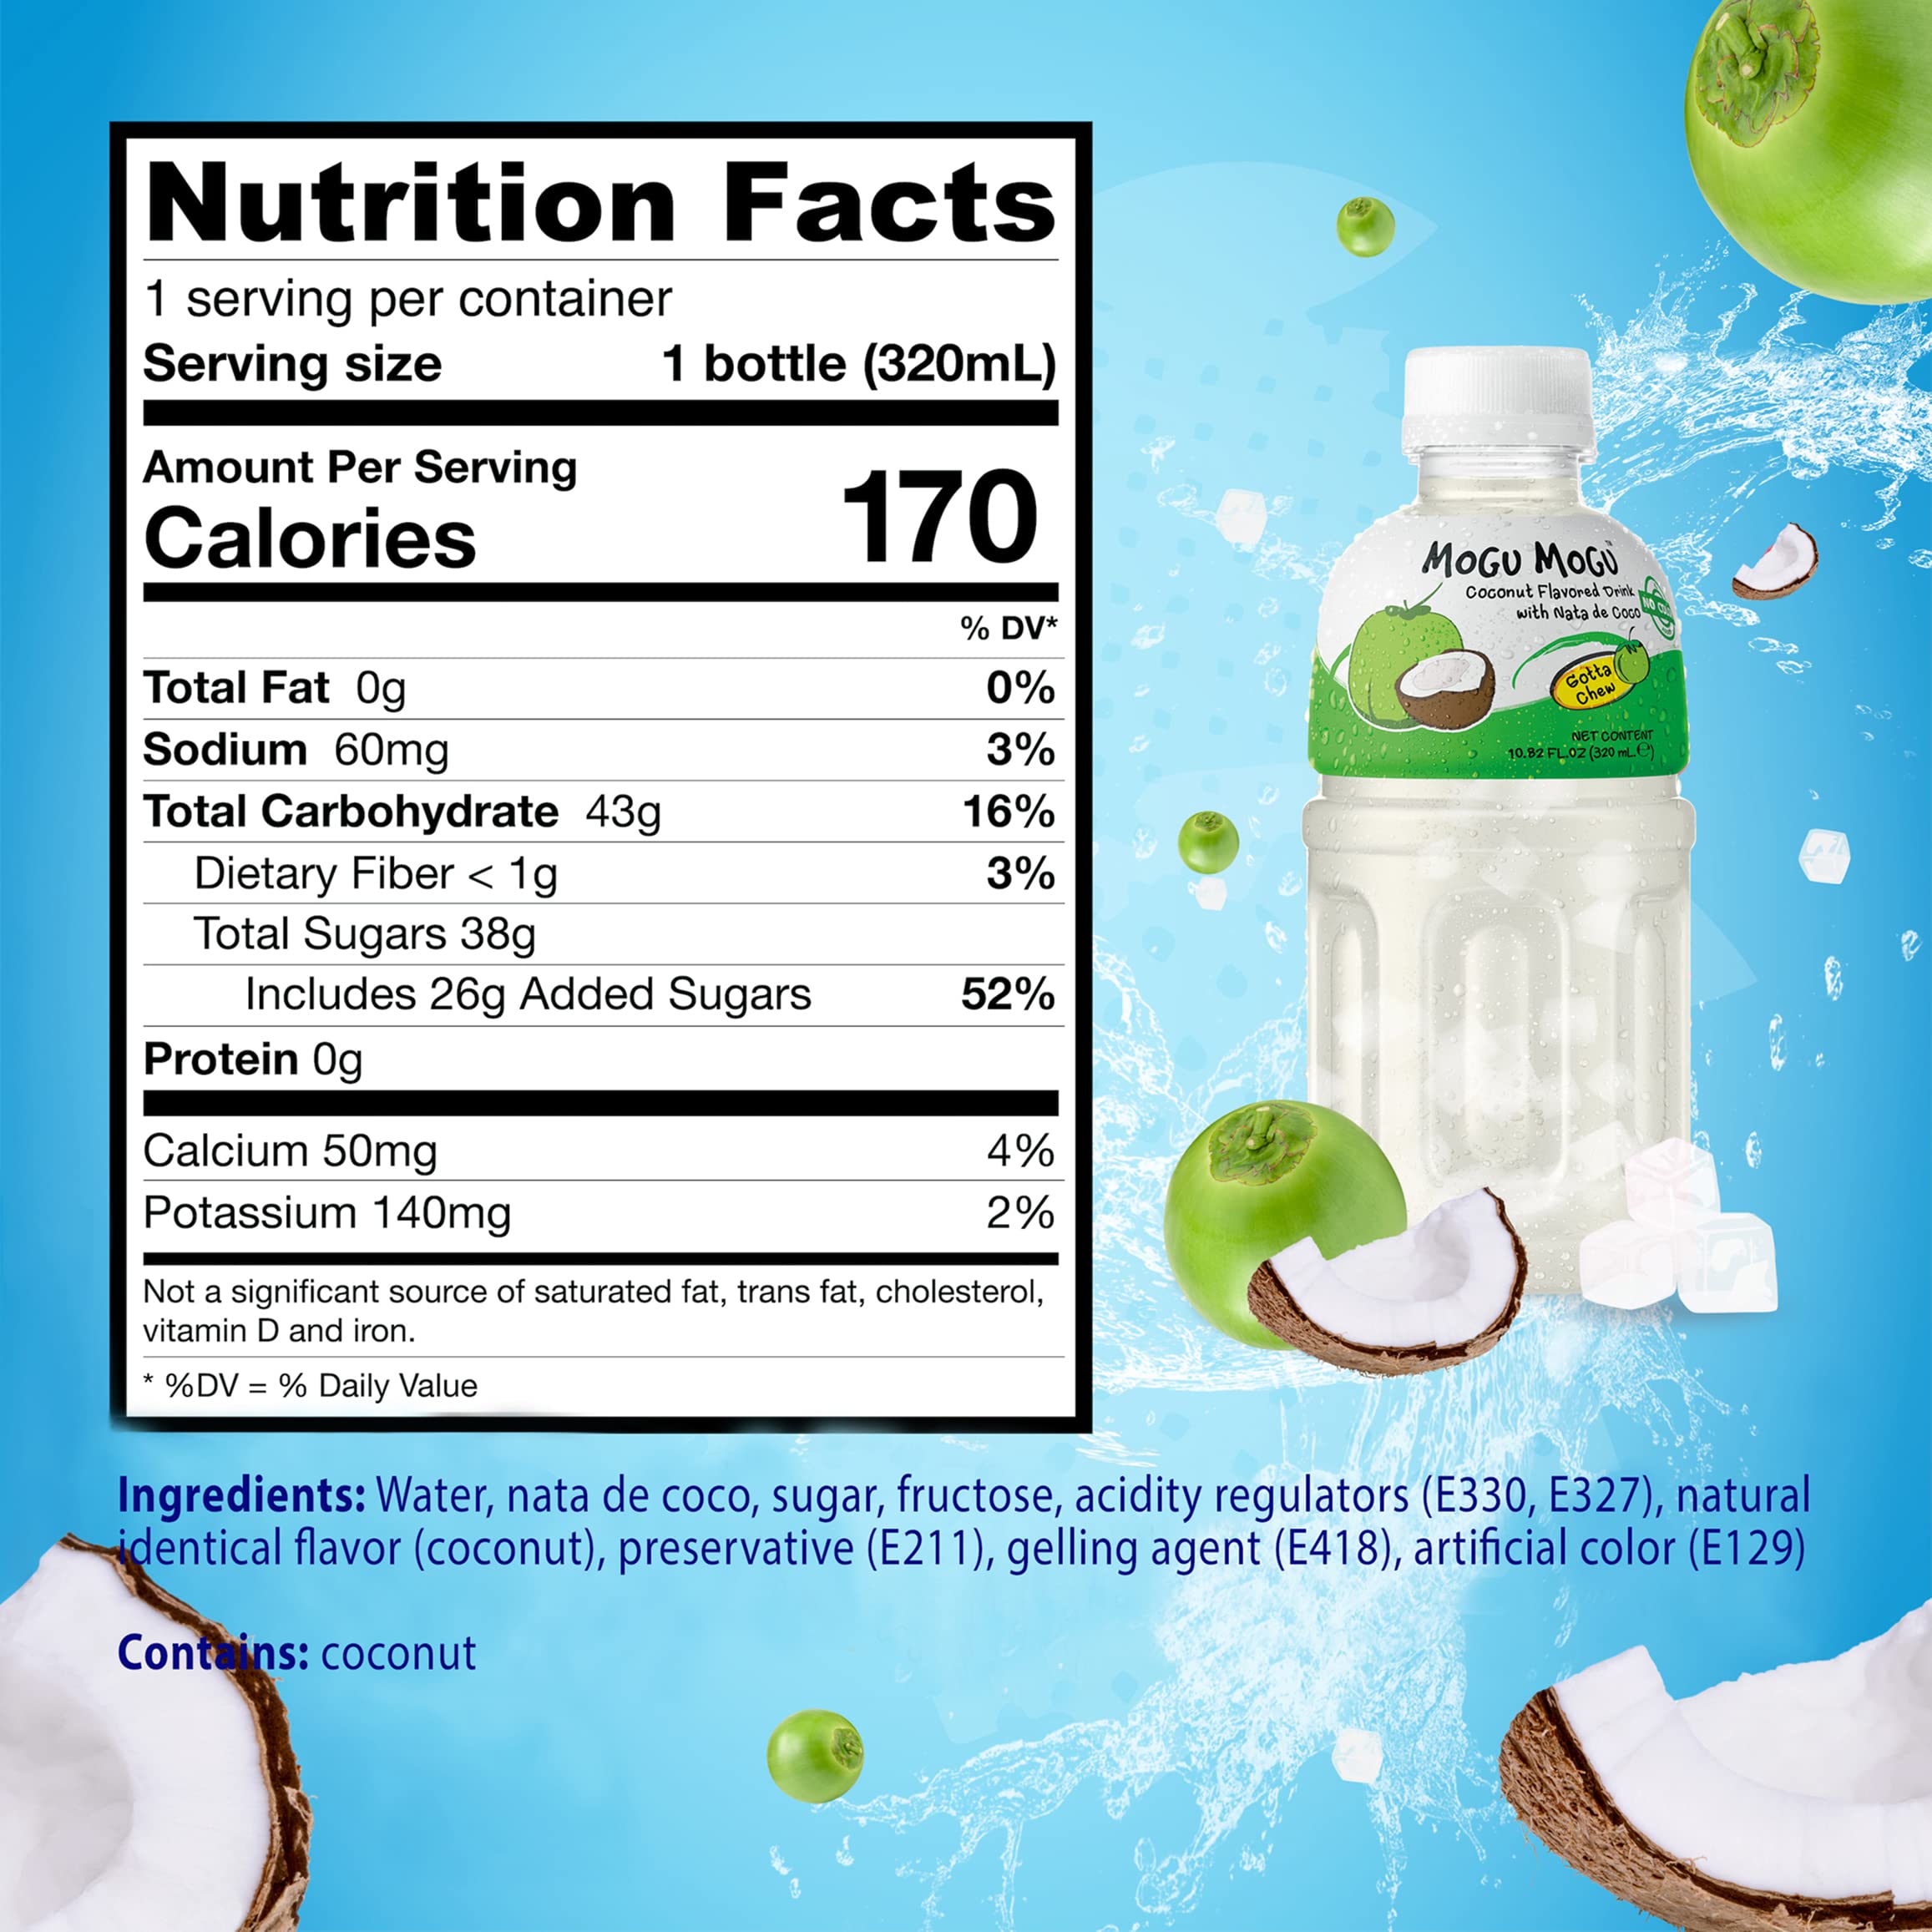 Nutrition Facts
1 serving per container
Serving size 1 bottle (320mL)
Amount Per Serving
Calories 170
% DV*
Total Fat 0g 0%
Sodium 60mg 3%
Total Carbohydrate 43g 16%
Dietary Fiber < 1g 3%
Total Sugars 38g
Includes 26g Added Sugars 52%
Protein 0g
Calcium 50mg 4%
Potassium 140mg 2%
Not a significant source of saturated fat, trans fat, cholesterol,
vitamin D and iron.
* %DV = % Daily Value
MOGU MOGU™
Coconut Flavored Drink
with Nata de Coco
NO
Gotta
Chew
NET CONTENT
10.82 FL.OZ (320 mL.℮)
Ingredients: Water, nata de coco, sugar, fructose, acidity regulators (E330, E327), natural
identical flavor (coconut), preservative (E211), gelling agent (E418), artificial color (E129)
Contains: coconut